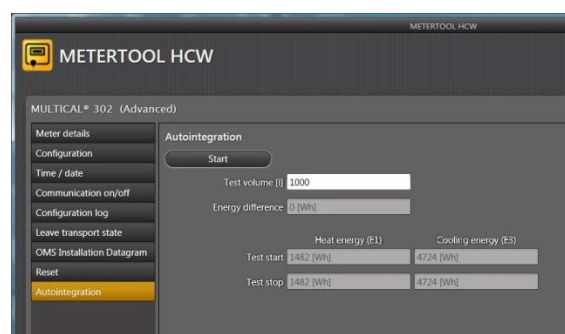 METERTOOL HCW
METERTOOL HCW
MULTICAL® 302 (Advanced)
Meter details
Configuration
Time / date
Communication on/off
Configuration log
Leave transport state
OMS Installation Datagram
Reset
Autointegration
Autointegration
Start
Test volume [l] 1000
Energy difference 0 [Wh]
Heat energy (E1) Cooling energy (E3)
Test start 1482 [Wh] 4724 [Wh]
Test stop 1482 [Wh] 4724 [Wh]